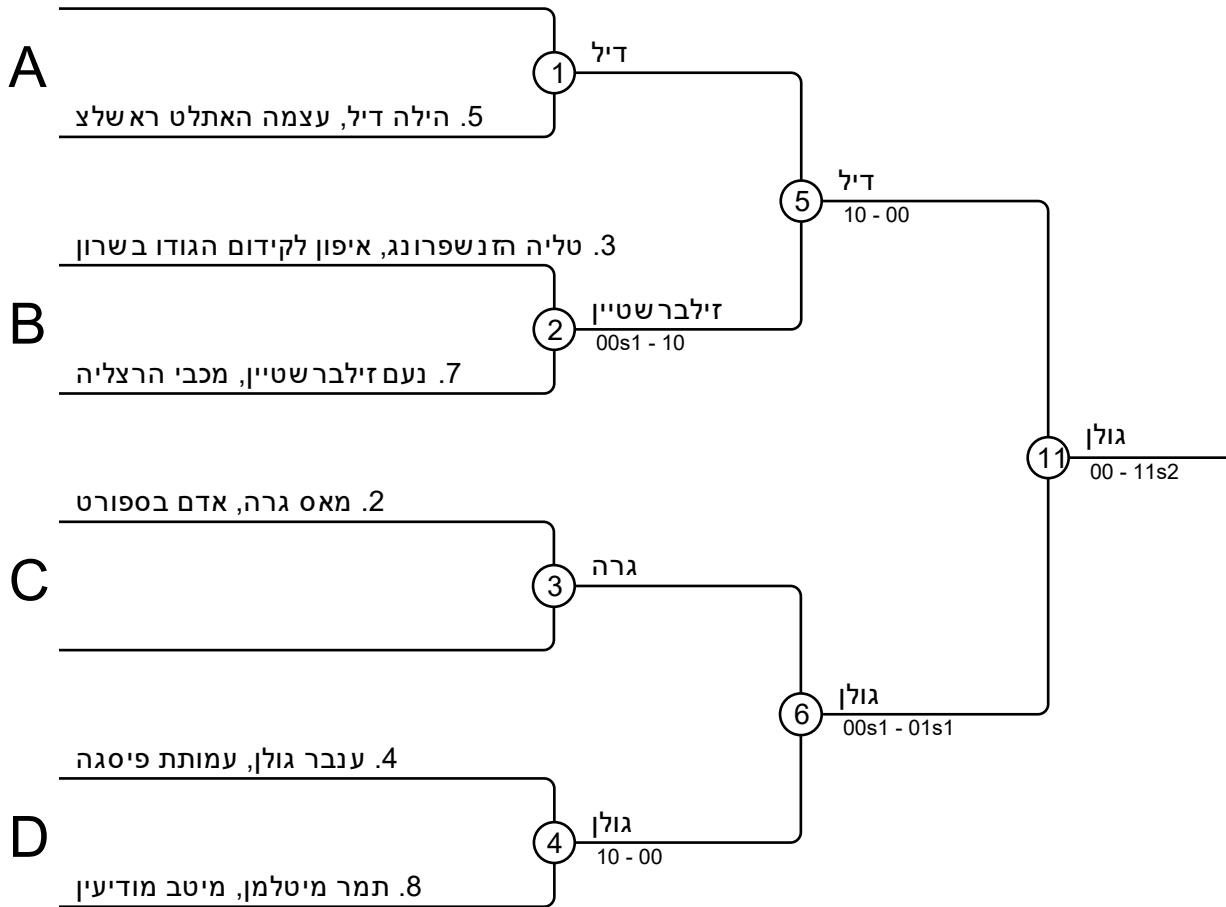 A
1
דיל
5. הילה דיל, עצמה האתלט ראשלצ
5
דיל
10 - 00
3. טליה הזנשפרונג, איפון לקידום הגודו בשרון
B
2
זילברשטיין
00s1 - 10
7. נעם זילברשטיין, מכבי הרצליה
11
גולן
00 - 11s2
2. מאס גרה, אדם בספורט
C
3
גרה
6
גולן
00s1 - 01s1
4. ענבר גולן, עמותת פיסגה
D
4
גולן
10 - 00
8. תמר מיטלמן, מיטב מודיעין